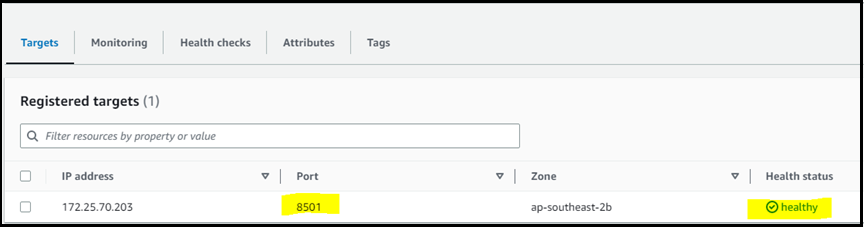 Targets Monitoring Health checks Attributes Tags
Registered targets (1)
Filter resources by property or value
IP address Port Zone Health status
172.25.70.203 8501 ap-southeast-2b healthy